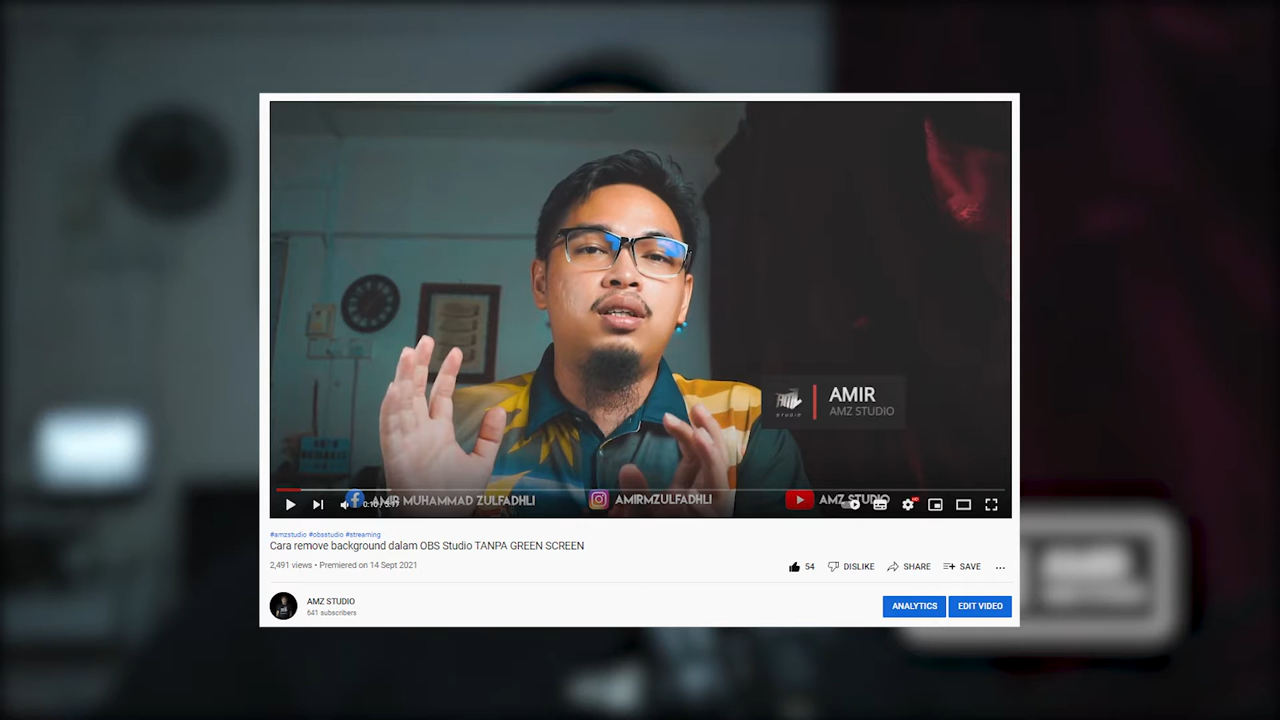 AMIR
AMZ STUDIO
AMIR MUHAMMAD ZULFADHLI
AMIRMZULFADHLI
AMZ STUDIO
#amzstudio #obsstudio #streaming
Cara remove background dalam OBS Studio TANPA GREEN SCREEN
2,491 views • Premiered on 14 Sept 2021
54 DISLIKE SHARE SAVE
AMZ STUDIO
641 subscribers
ANALYTICS EDIT VIDEO